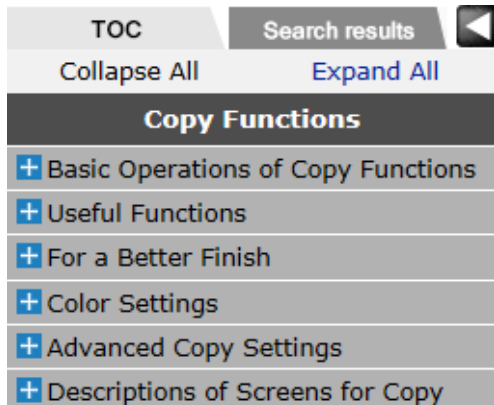 TOC Search results
Collapse All Expand All
Copy Functions
Basic Operations of Copy Functions
Useful Functions
For a Better Finish
Color Settings
Advanced Copy Settings
Descriptions of Screens for Copy